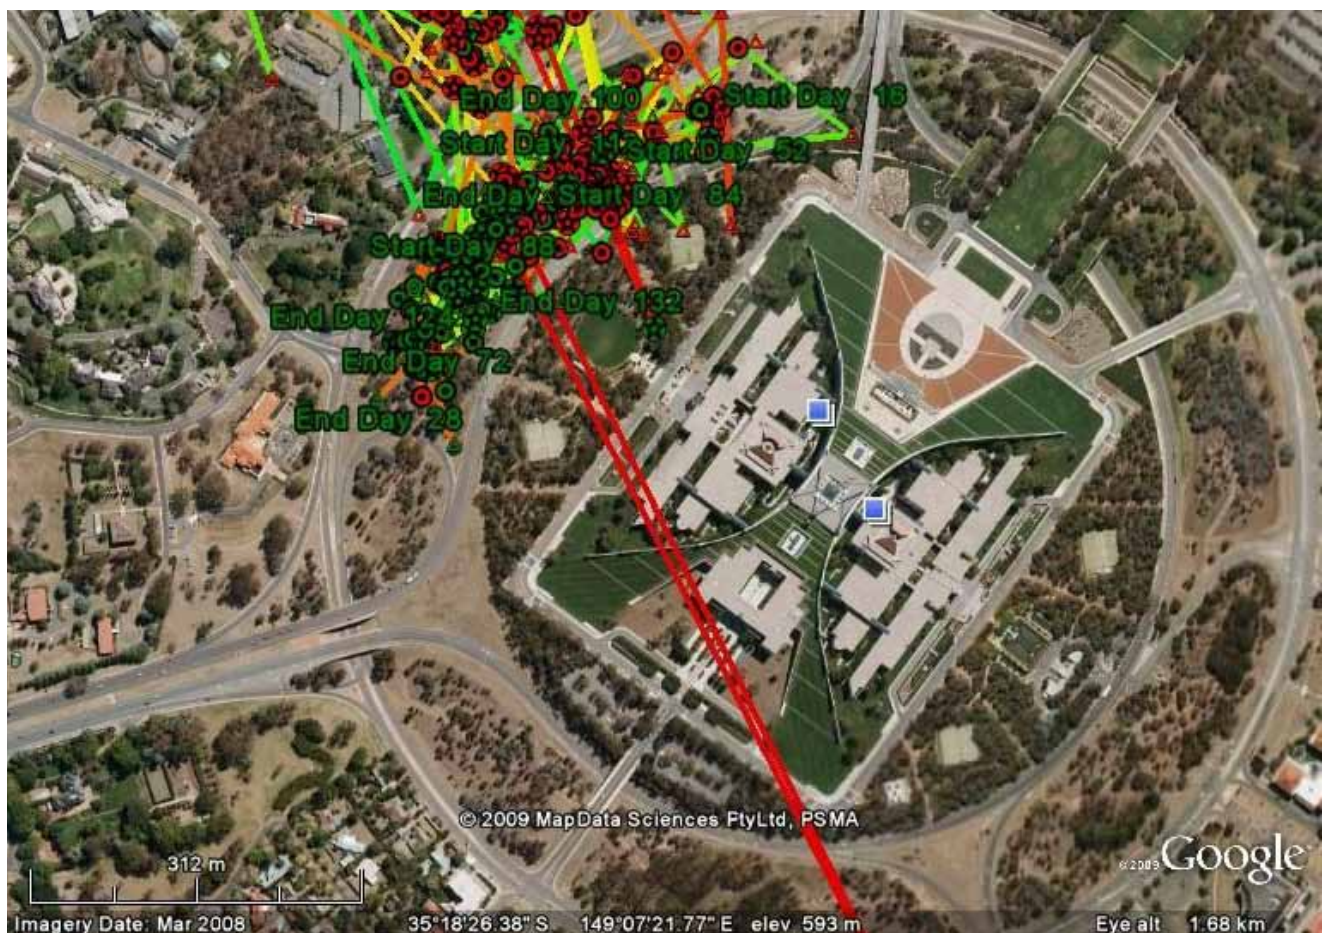 End Day 100
Start Day 16
Start Day 11
Start Day 52
End Day
Start Day 84
Start Day 88
End Day 132
End Day
End Day 72
End Day 28
© 2009 MapData Sciences PtyLtd, PSMA
312 m
©2009 Google
Imagery Date: Mar 2008 35°18'26.38" S 149°07'21.77" E elev 593 m Eye alt 1.68 km